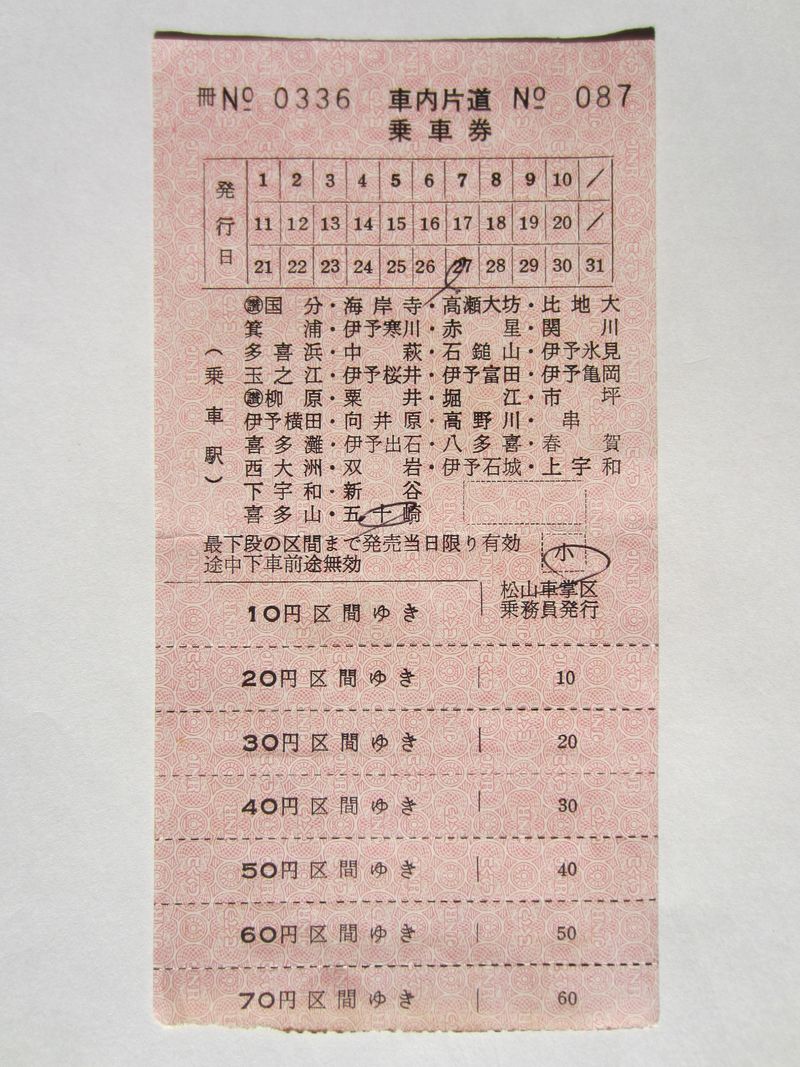 冊 No 0336 車内片道 No 087
乗車券
発行日
1 2 3 4 5 6 7 8 9 10 /
11 12 13 14 15 16 17 18 19 20 /
21 22 23 24 25 26 27 28 29 30 31
(乗車駅)
㊢国分・海岸寺・高瀬大坊・比地大
箕浦・伊予寒川・赤星・関川
多喜浜・中萩・石鎚山・伊予氷見
玉之江・伊予桜井・伊予富田・伊予亀岡
柳原・粟井・堀江・市坪
伊予横田・向井原・高野川・串
喜多灘・伊予出石・八多喜・春賀
西大洲・双岩・伊予石城・上宇和
下宇和・新谷
喜多山・五十崎
最下段の区間まで発売当日限り有効
途中下車前途無効
小
松山車掌区
乗務員発行
10円区間ゆき
20円区間ゆき 10
30円区間ゆき 20
40円区間ゆき 30
50円区間ゆき 40
60円区間ゆき 50
70円区間ゆき 60